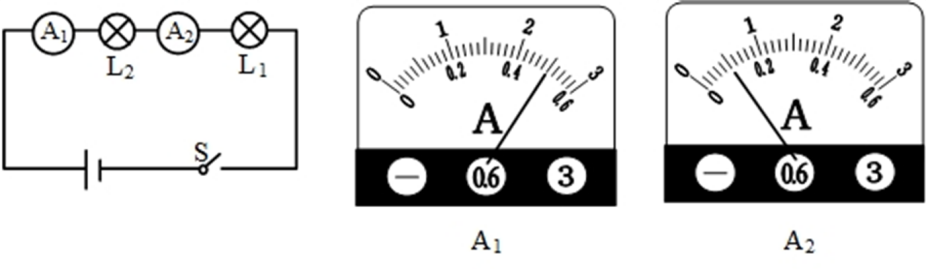 A₁ A₂
L₂ L₁
S
0 1 2 3
0 0.2 0.4 0.6
A
— 0.6 3
A₁
0 1 2 3
0 0.2 0.4 0.6
A
— 0.6 3
A₂